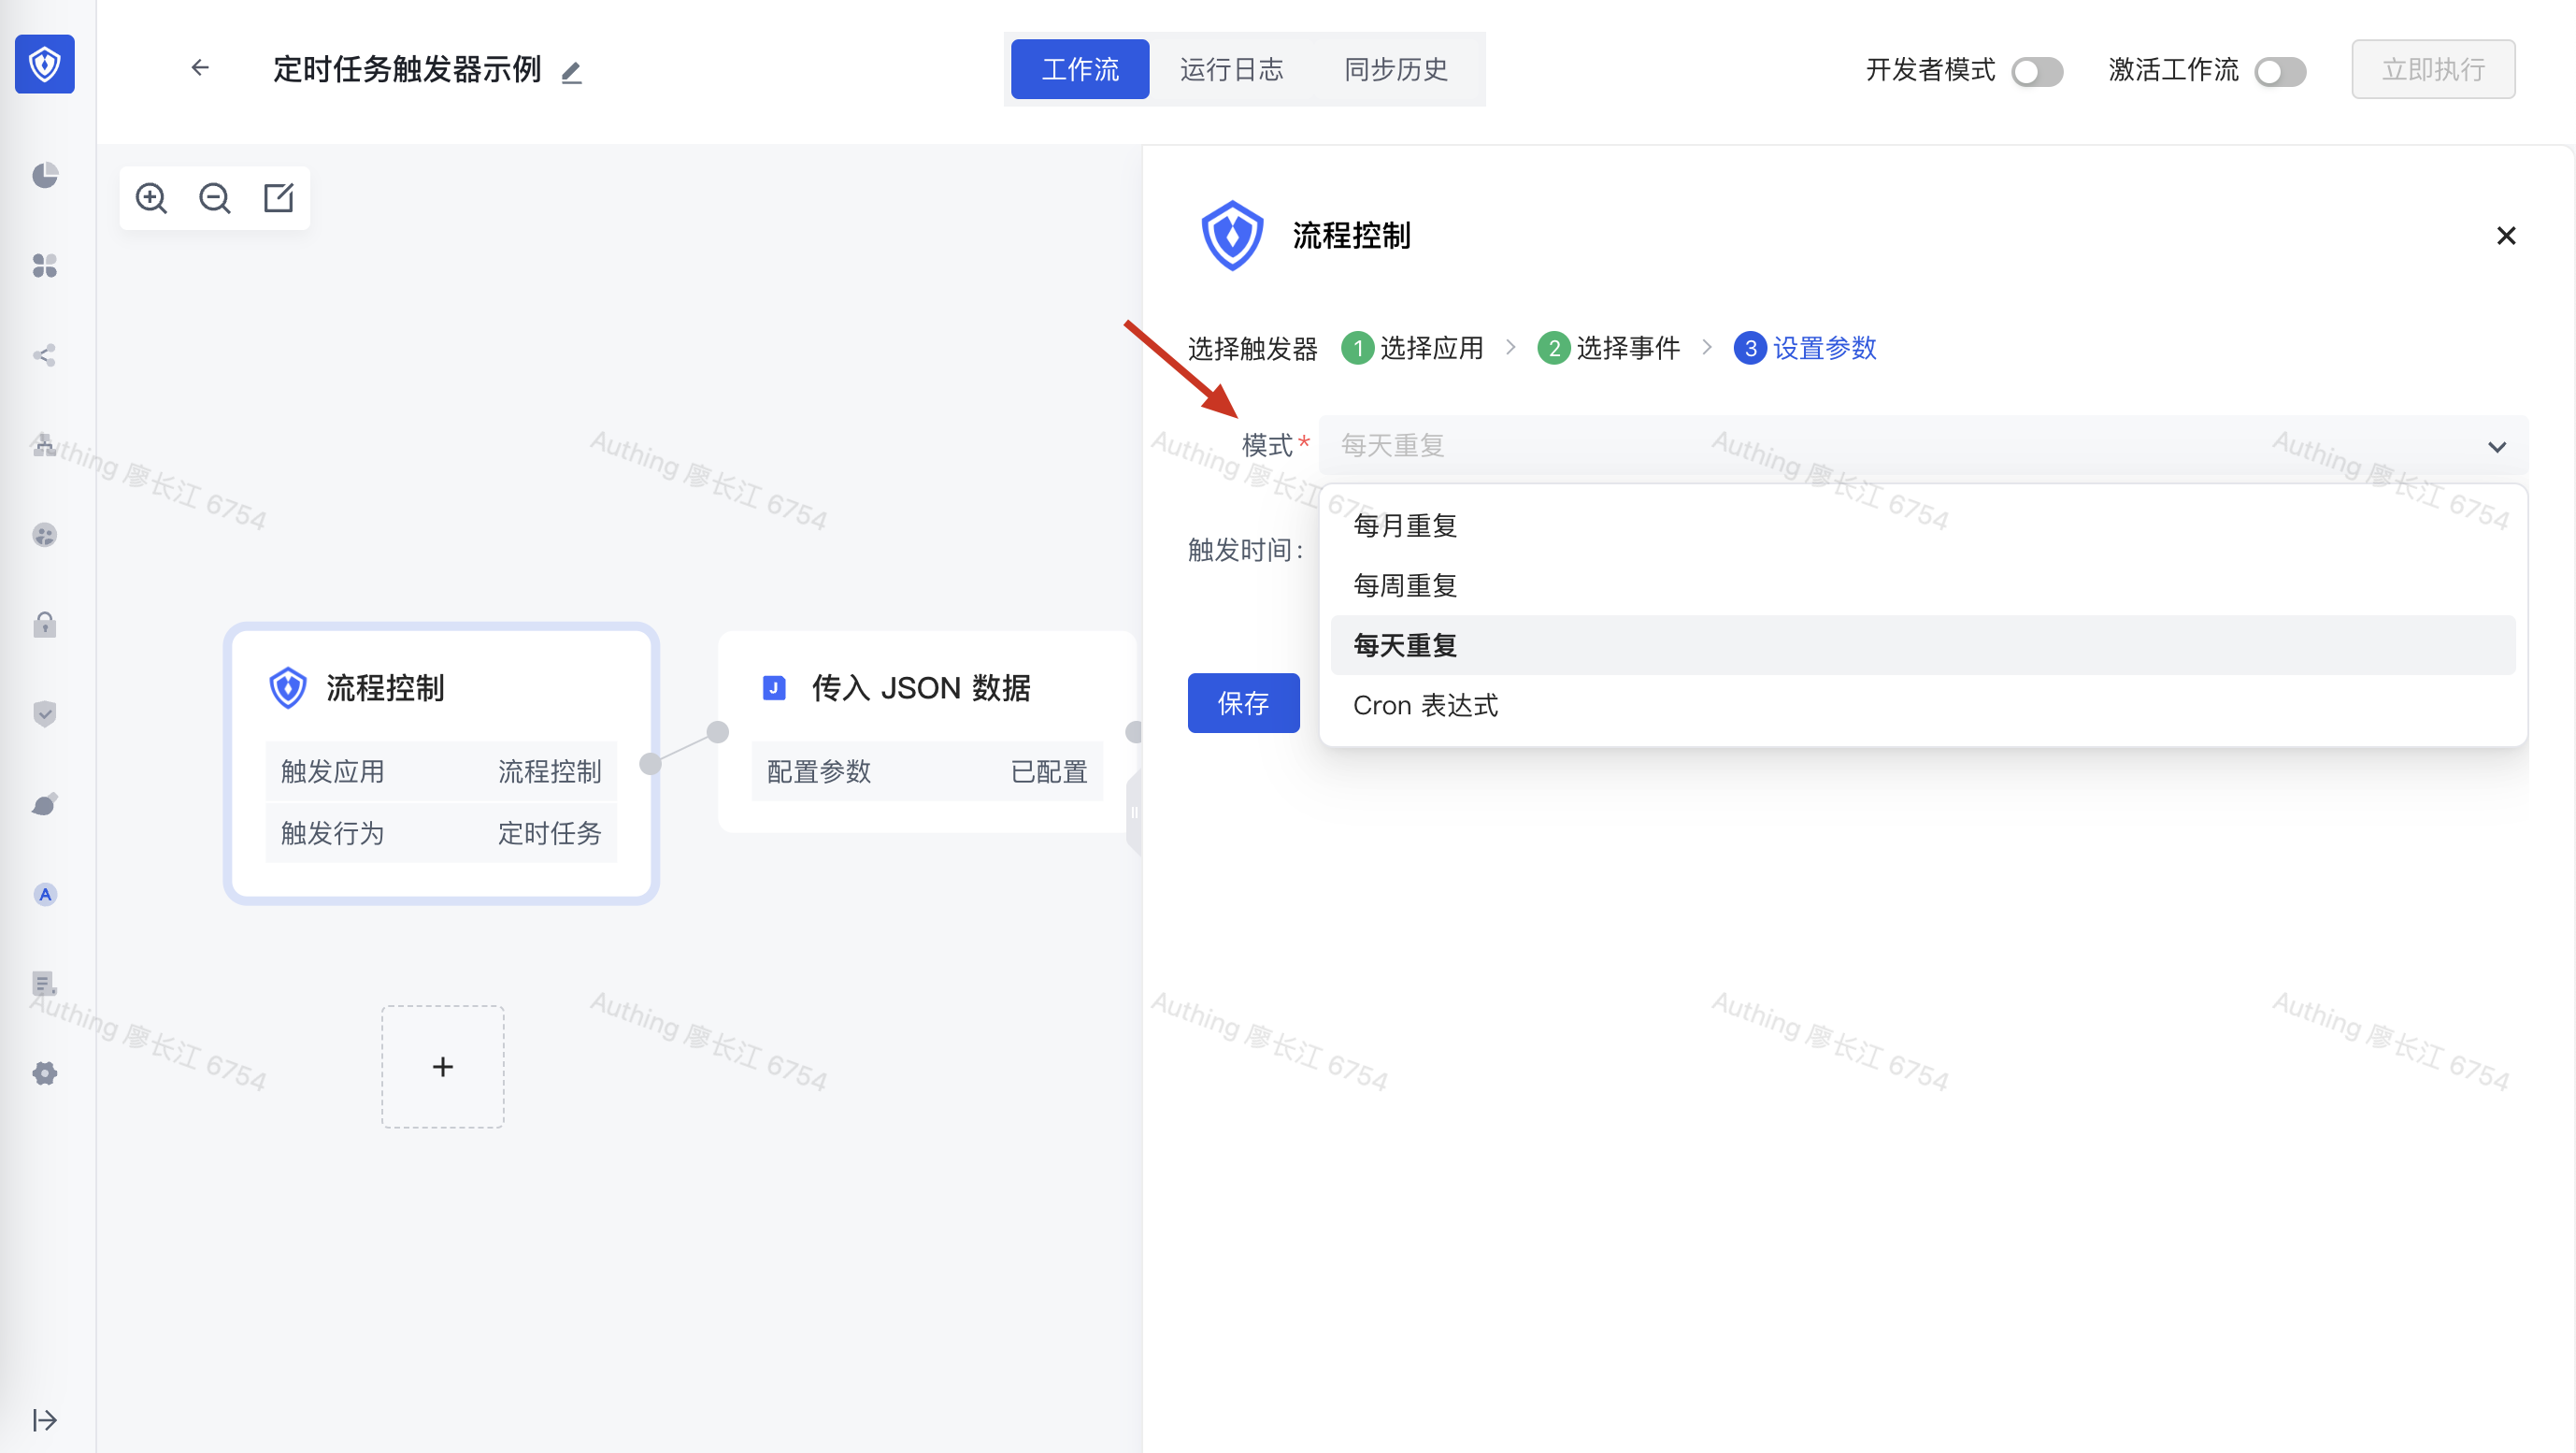 定时任务触发器示例
工作流 运行日志 同步历史
开发者模式 激活工作流 立即执行
流程控制
选择触发器 1 选择应用 2 选择事件 3 设置参数
模式* 每天重复
每月重复
触发时间:
每周重复
每天重复
Cron 表达式
保存
流程控制
触发应用 流程控制
触发行为 定时任务
J 传入 JSON 数据
配置参数 已配置
+
A
Authing 廖长江 6754
Authing 廖长江 6754
Authing 廖长江 6754
Authing 廖长江 6754
Authing 廖长江 6754
Authing 廖长江 6754
Authing 廖长江 6754
Authing 廖长江 6754
Authing 廖长江 6754
Authing 廖长江 6754